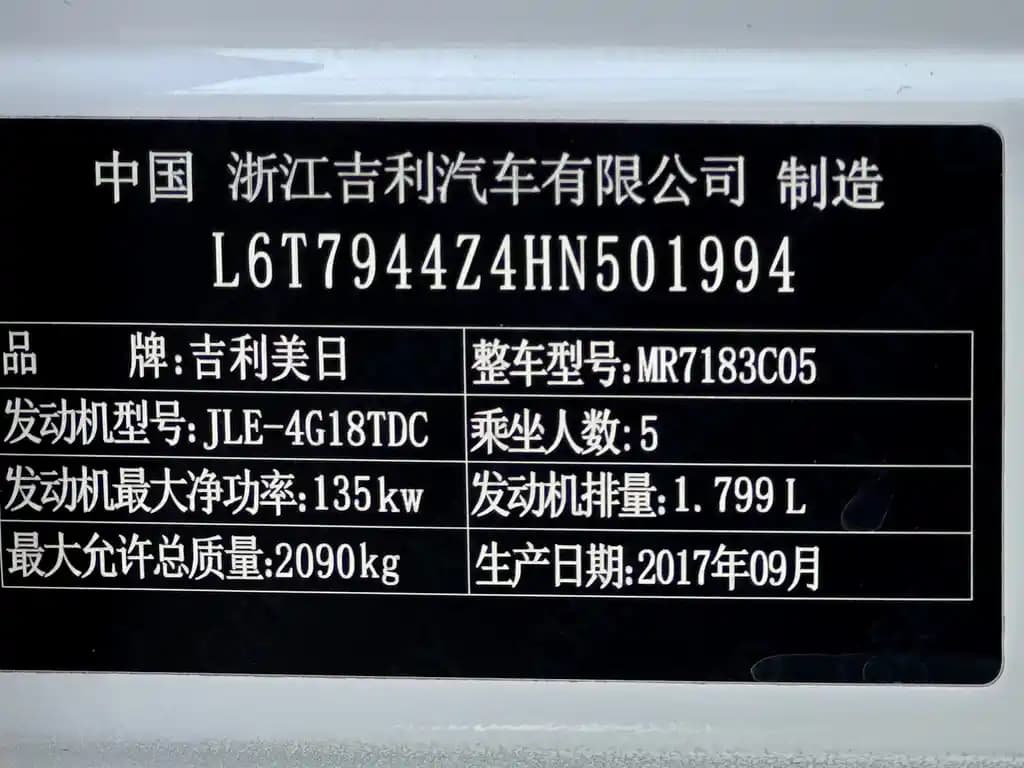 中国 浙江吉利汽车有限公司 制造
L6T7944Z4HN501994
品 牌:吉利美日 整车型号:MR7183C05
发动机型号:JLE-4G18TDC 乘坐人数:5
发动机最大净功率:135kw 发动机排量:1.799L
最大允许总质量:2090kg 生产日期:2017年09月